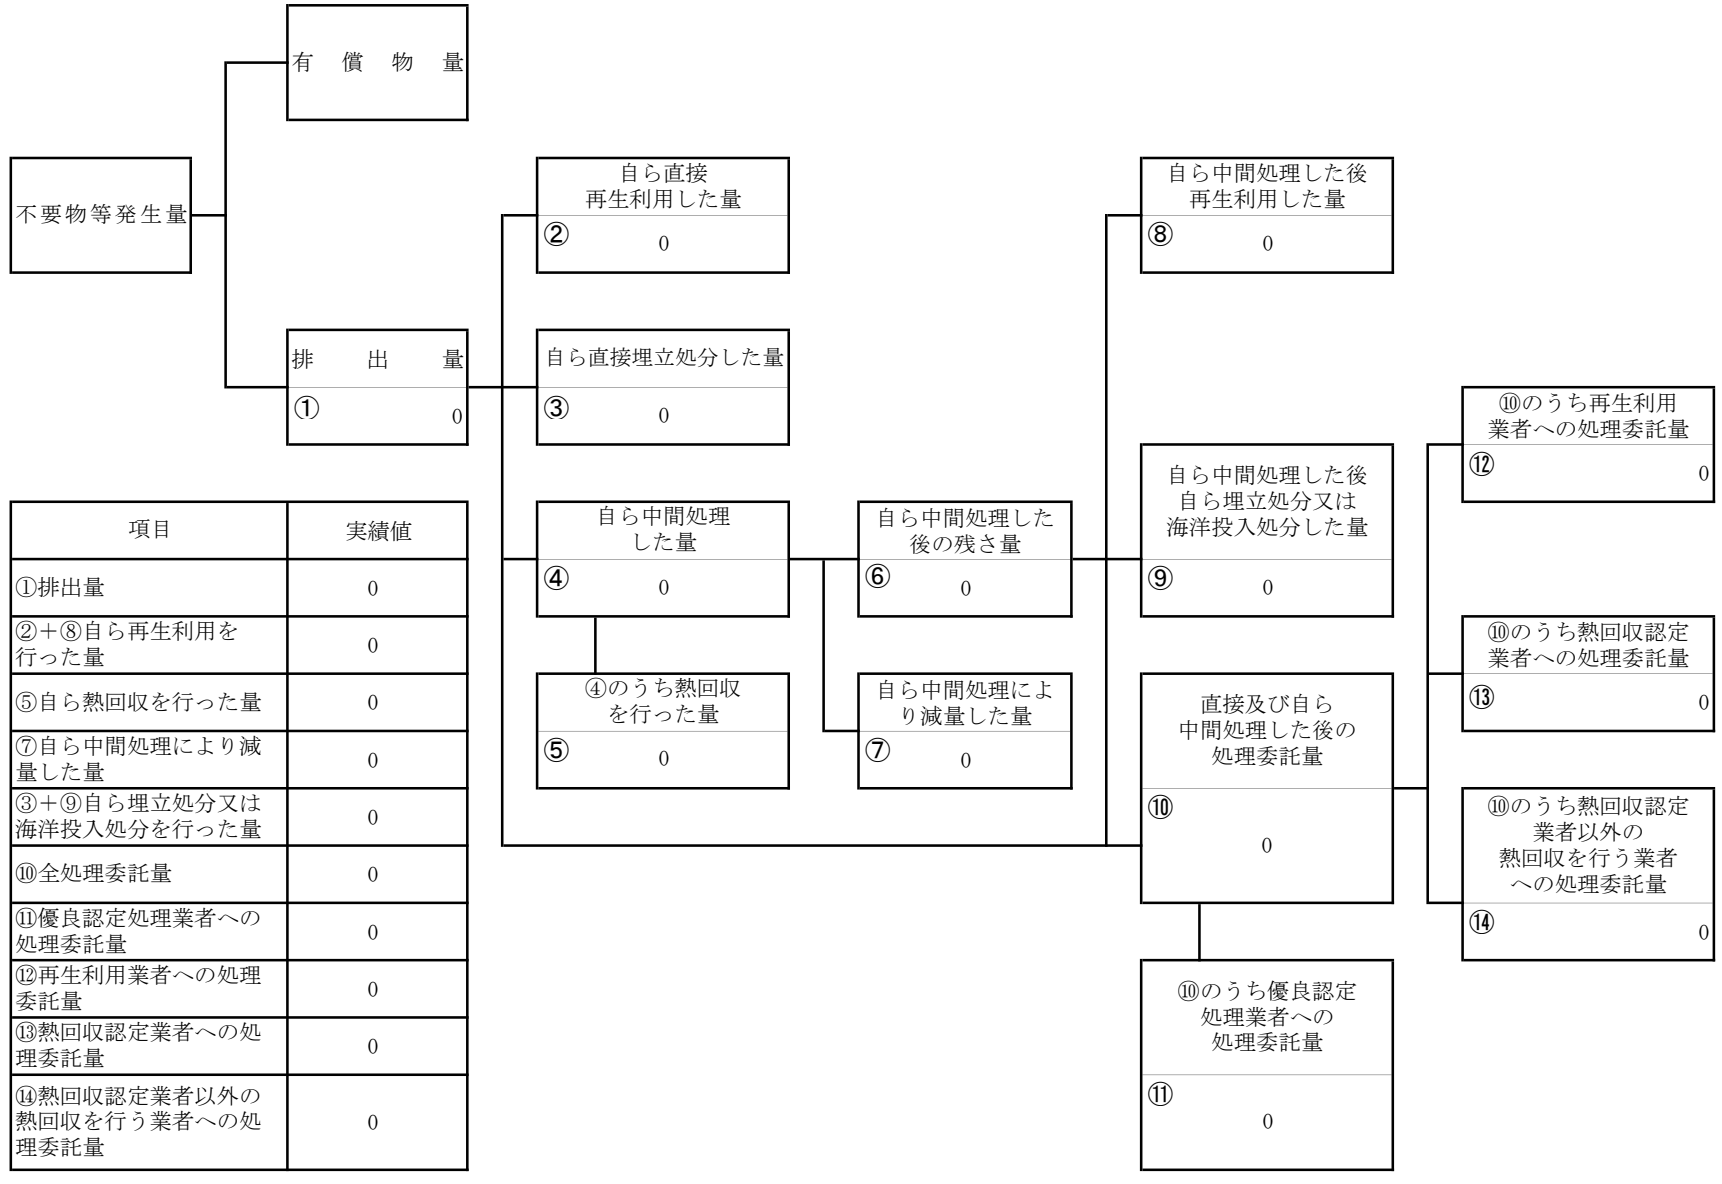 有償物量
不要物等発生量
排出量
①
0
自ら直接
再生利用した量
②
0
自ら直接埋立処分した量
③
0
自ら中間処理
した量
④
0
④のうち熱回収
を行った量
⑤
0
自ら中間処理した
後の残さ量
⑥
0
自ら中間処理によ
り減量した量
⑦
0
自ら中間処理した後
再生利用した量
⑧
0
自ら中間処理した後
自ら埋立処分又は
海洋投入処分した量
⑨
0
直接及び自ら
中間処理した後の
処理委託量
⑩
0
⑩のうち優良認定
処理業者への
処理委託量
⑪
0
⑩のうち再生利用
業者への処理委託量
⑫
0
⑩のうち熱回収認定
業者への処理委託量
⑬
0
⑩のうち熱回収認定
業者以外の
熱回収を行う業者
への処理委託量
⑭
0
項目 実績値
①排出量 0
②＋⑧自ら再生利用を
行った量
0
⑤自ら熱回収を行った量 0
⑦自ら中間処理により減
量した量
0
③＋⑨自ら埋立処分又は
海洋投入処分を行った量
0
⑩全処理委託量 0
⑪優良認定処理業者への
処理委託量
0
⑫再生利用業者への処理
委託量
0
⑬熱回収認定業者への処
理委託量
0
⑭熱回収認定業者以外の
熱回収を行う業者への処
理委託量
0